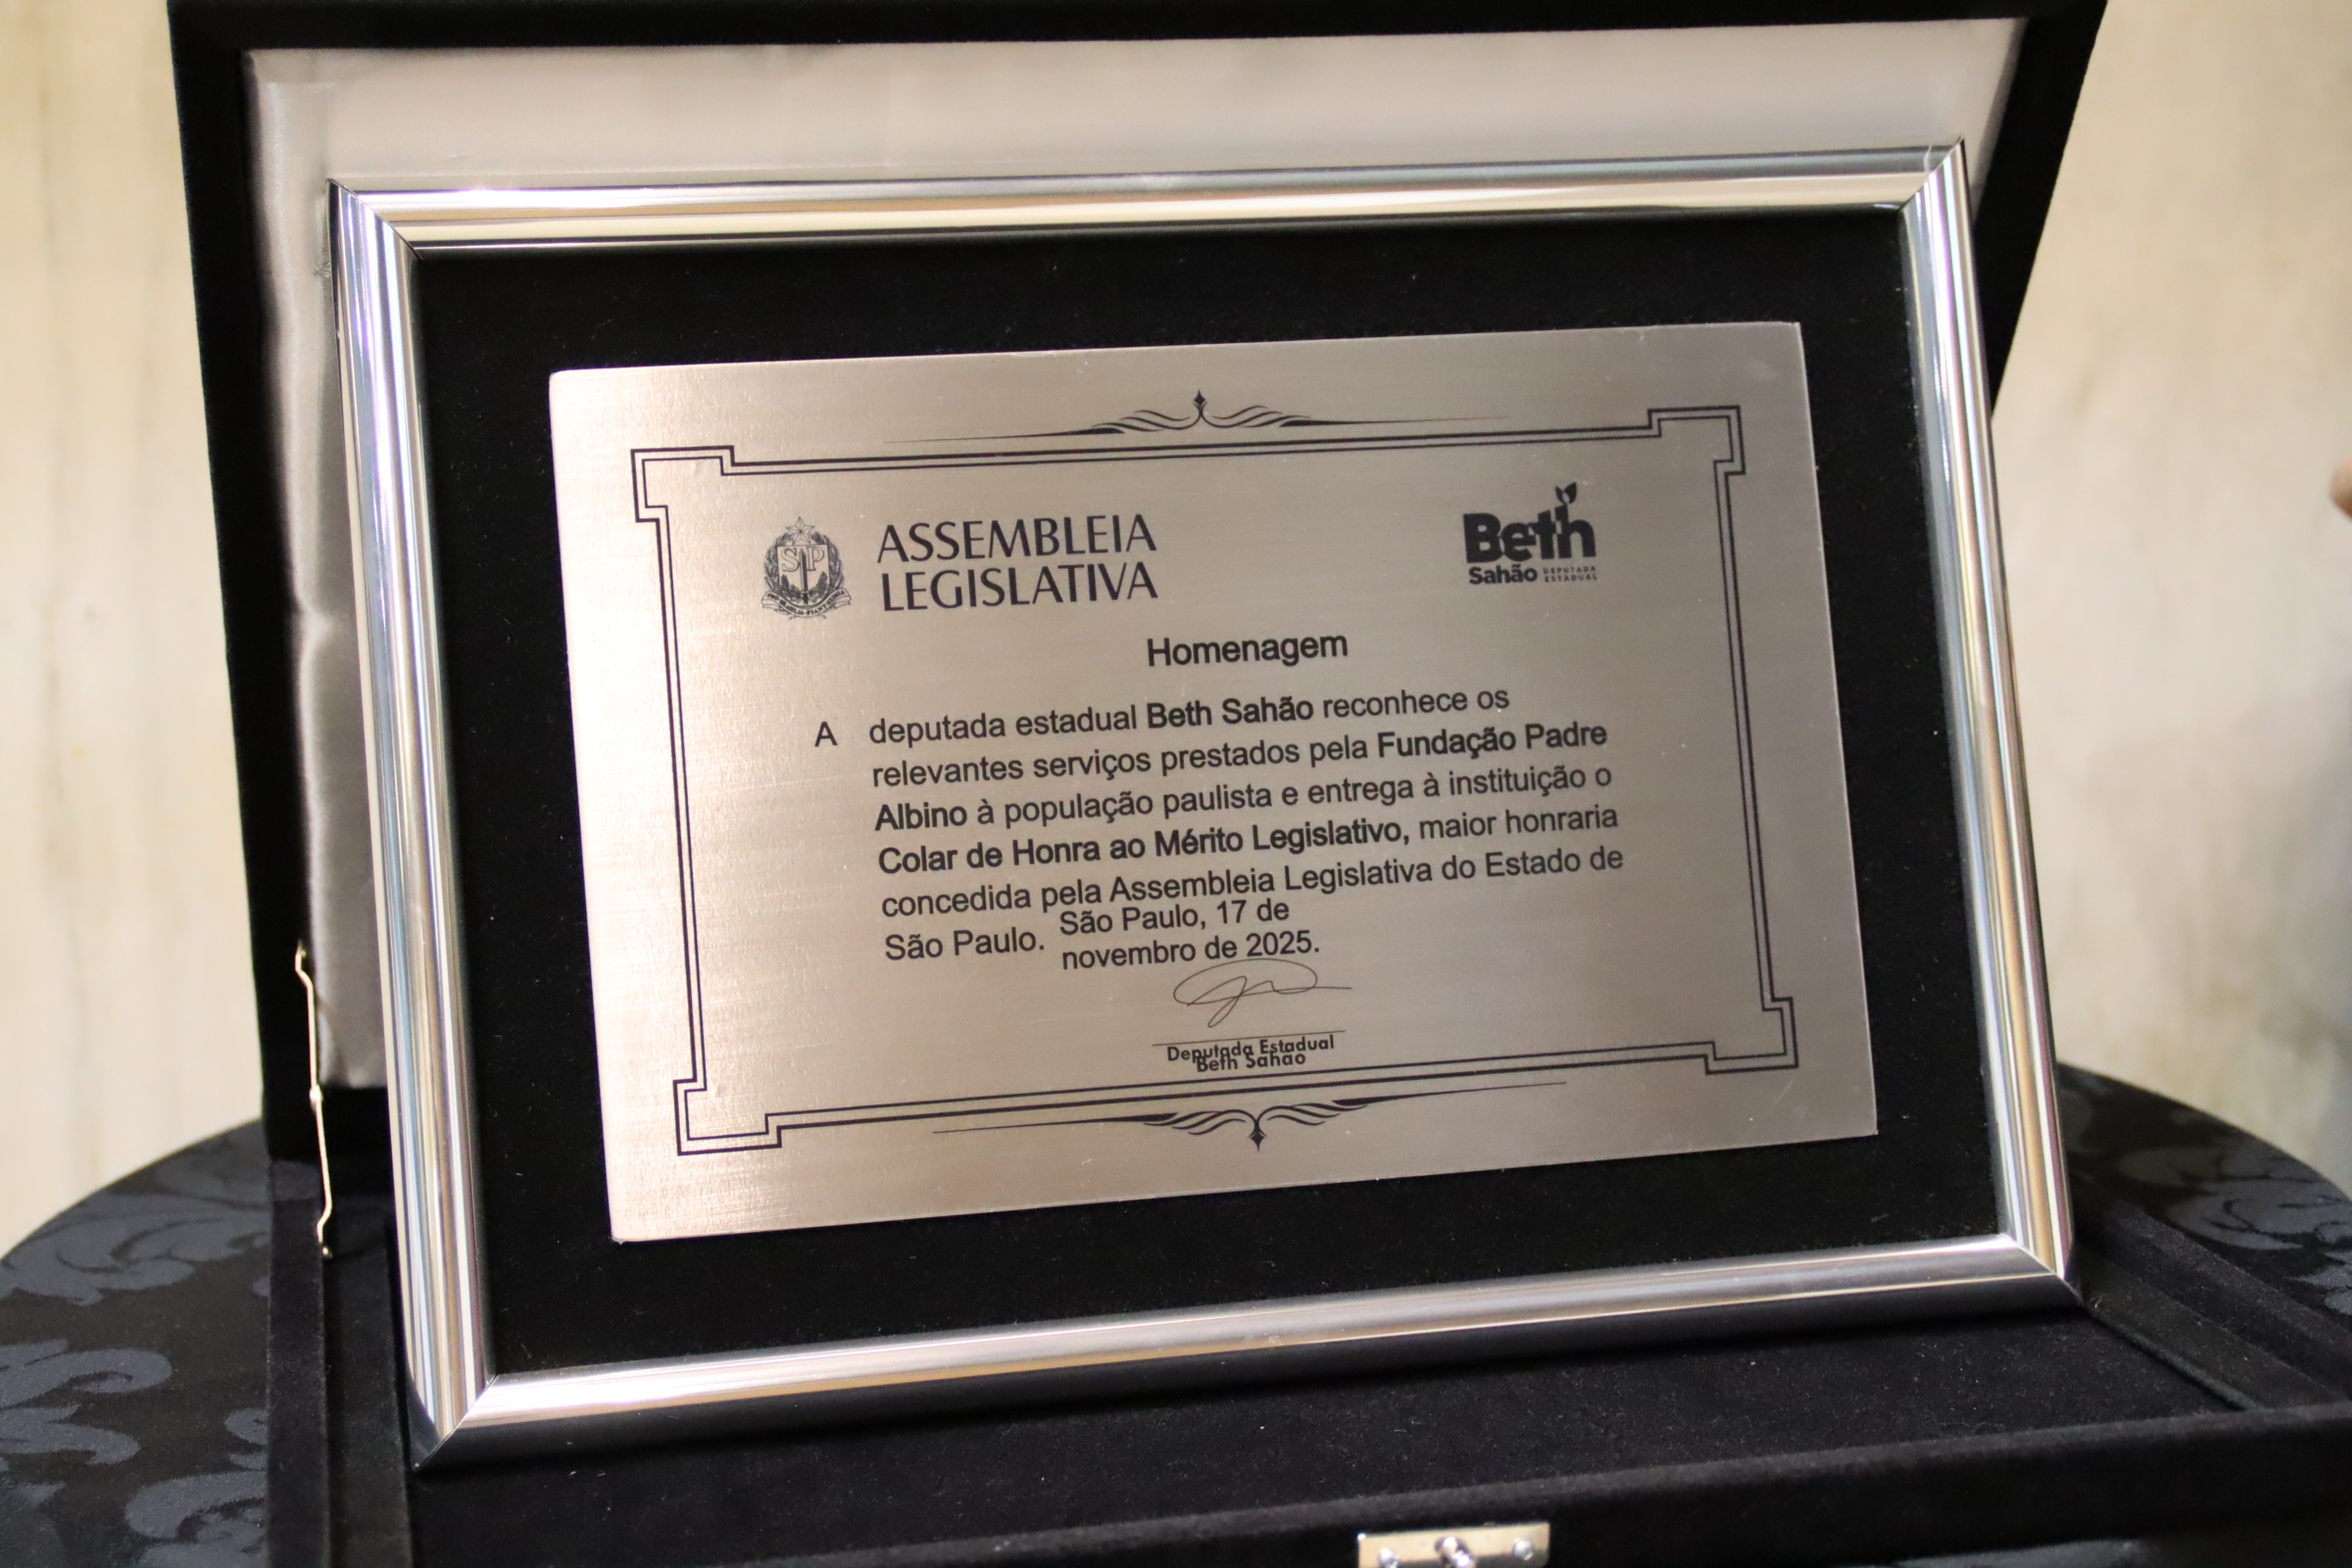 SP
ASSEMBLEIA
LEGISLATIVA
Beth
Sahão DEPUTADA
ESTADUAL
Homenagem
A deputada estadual Beth Sahão reconhece os
relevantes serviços prestados pela Fundação Padre
Albino à população paulista e entrega à instituição o
Colar de Honra ao Mérito Legislativo, maior honraria
concedida pela Assembleia Legislativa do Estado de
São Paulo.
São Paulo, 17 de
novembro de 2025.
Deputada Estadual
Beth Sahão